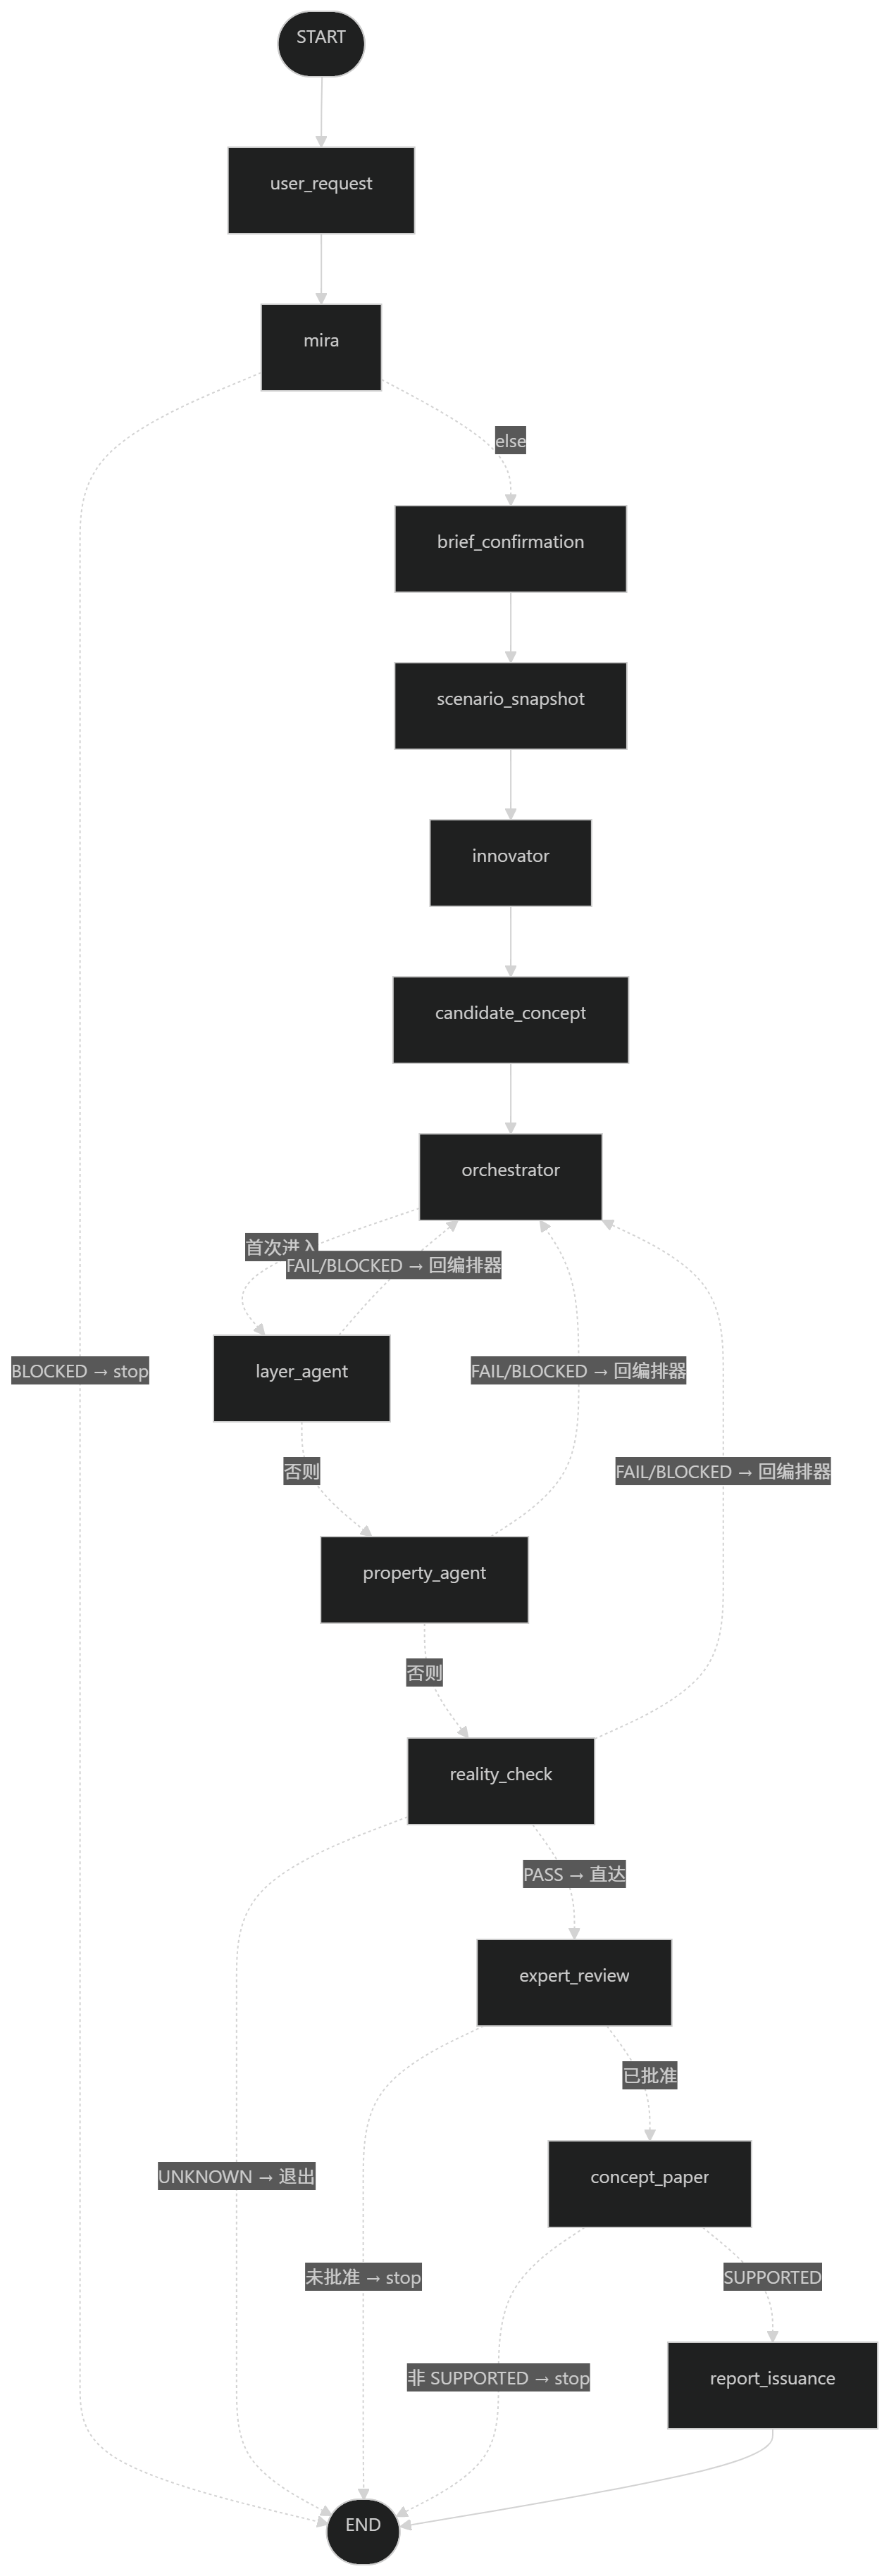 START
user_request
mira
else
brief_confirmation
scenario_snapshot
innovator
candidate_concept
orchestrator
首次进入
FAIL/BLOCKED → 回编排器
layer_agent
BLOCKED → stop
FAIL/BLOCKED → 回编排器
否则
FAIL/BLOCKED → 回编排器
property_agent
否则
reality_check
PASS → 直达
expert_review
已批准
concept_paper
UNKNOWN → 退出
未批准 → stop
SUPPORTED
非 SUPPORTED → stop
report_issuance
END